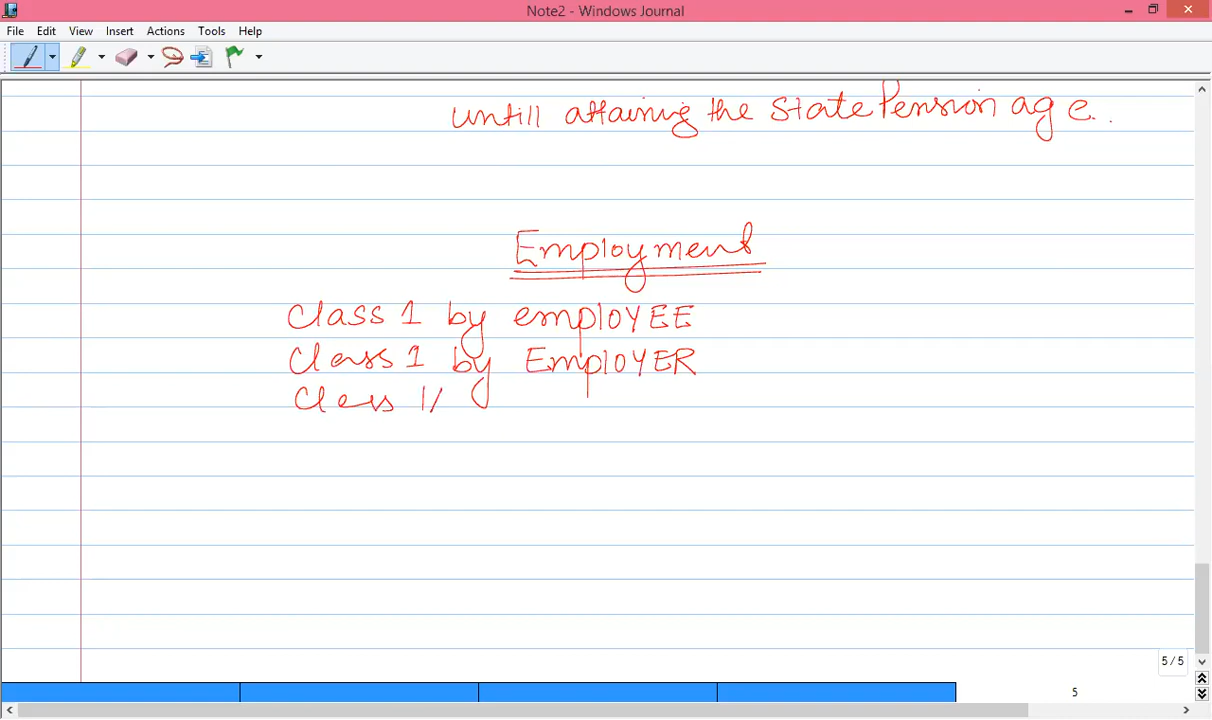 Note2 - Windows Journal
File Edit View Insert Actions Tools Help
untill attaining the State Pension age.
Employment
Class 1 by employEE
Class 1 by EmploYER
Class 1
5 / 5
5